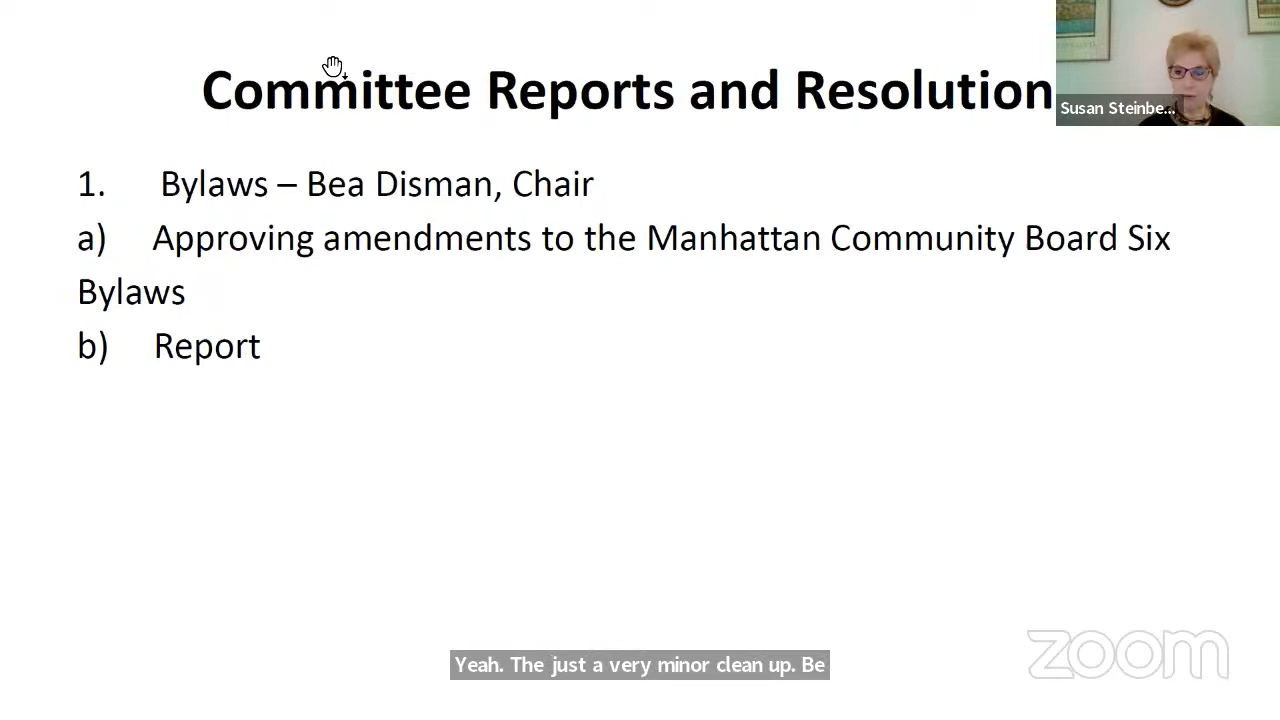 Committee Reports and Resolution
Susan Steinbe...
1. Bylaws – Bea Disman, Chair
a) Approving amendments to the Manhattan Community Board Six
Bylaws
b) Report
Yeah. The just a very minor clean up. Be
zoom